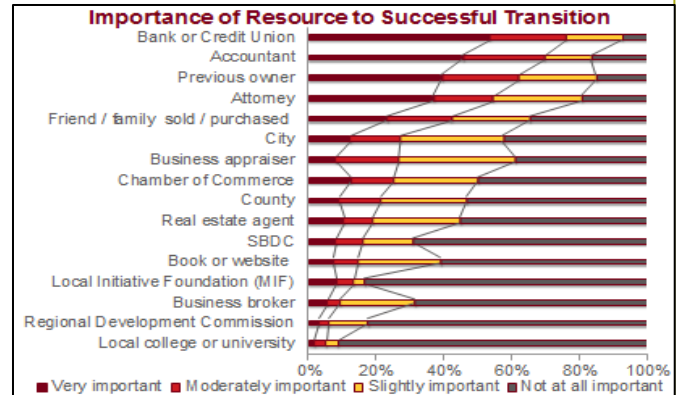 Importance of Resource to Successful Transition
Bank or Credit Union
Accountant
Previous owner
Attorney
Friend / family sold / purchased
City
Business appraiser
Chamber of Commerce
County
Real estate agent
SBDC
Book or website
Local Initiative Foundation (MIF)
Business broker
Regional Development Commission
Local college or university
0% 20% 40% 60% 80% 100%
Very important Moderately important Slightly important Not at all important